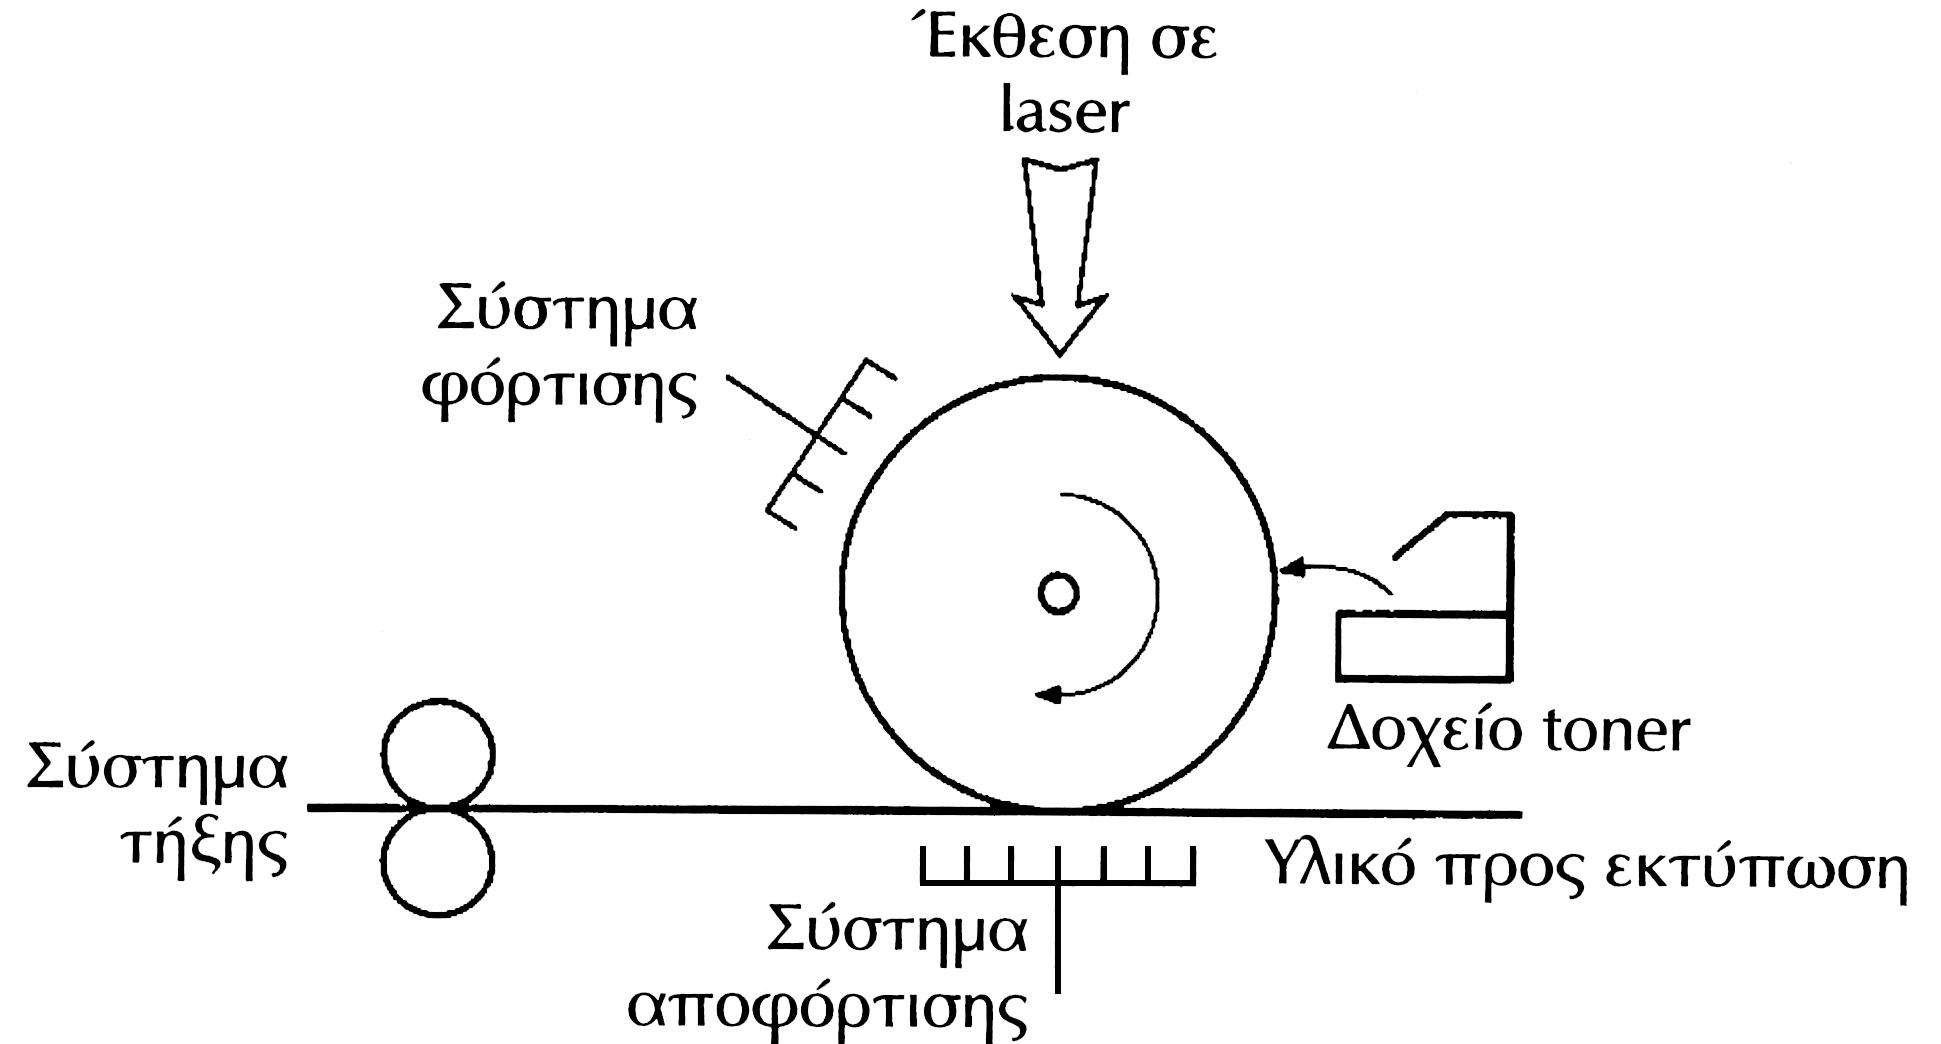 Έκθεση σε
laser
Σύστημα
φόρτισης
Δοχείο toner
Σύστημα
τήξης
Υλικό προς εκτύπωση
Σύστημα
αποφόρτισης